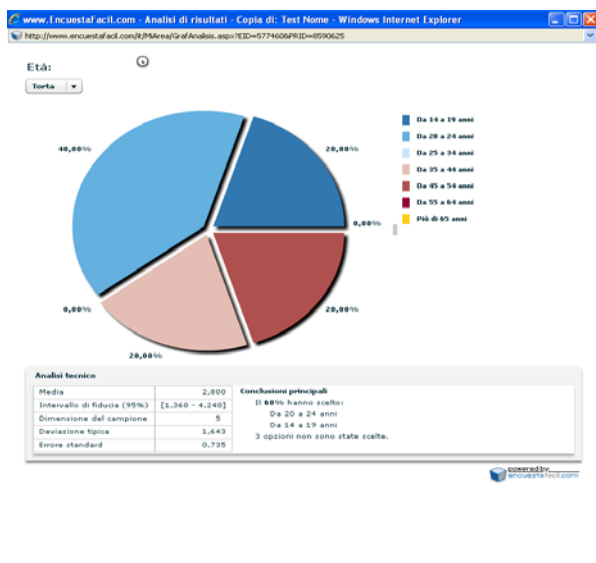 www.EncuestaFacil.com - Analisi di risultati - Copia di: Test Nome - Windows Internet Explorer
http://www.encuestafacil.com/it/MiArea/GrafAnalisis.aspx?EID=577460&PRID=8590625
Età:
Torta
40,00%
20,00%
0,00%
0,00%
20,00%
20,00%
Da 14 a 19 anni
Da 20 a 24 anni
Da 25 a 34 anni
Da 35 a 44 anni
Da 45 a 54 anni
Da 55 a 64 anni
Più di 65 anni
Analisi tecnico
Media 2,800
Intervallo di fiducia (95%) [1,360 - 4,240]
Dimensione del campione 5
Deviazione tipica 1,643
Errore standard 0,735
Conclusioni principali
Il 60% hanno scelto:
Da 20 a 24 anni
Da 14 a 19 anni
3 opzioni non sono state scelte.
powered by:
encuestafacil.com